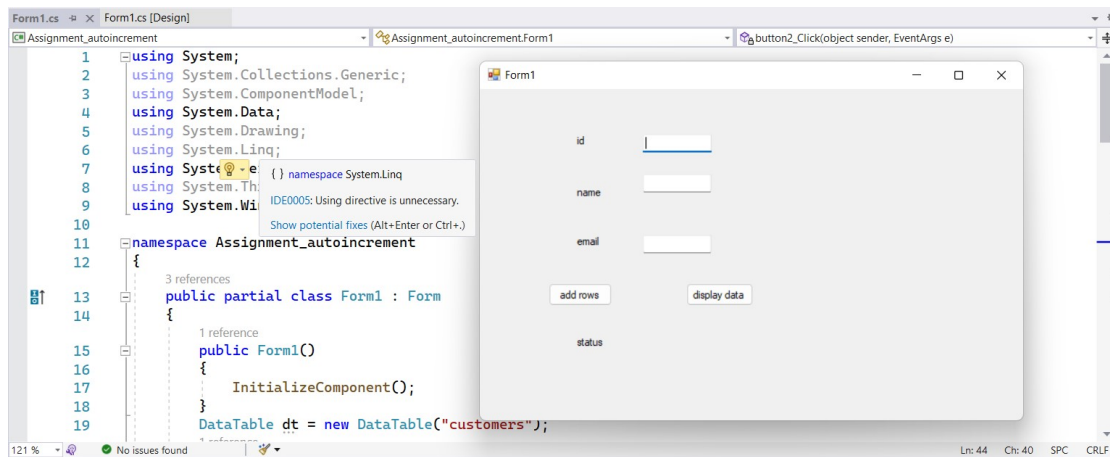 Form1.cs Form1.cs [Design]
Assignment_autoincrement Assignment_autoincrement.Form1 button2_Click(object sender, EventArgs e)
1 using System;
2 using System.Collections.Generic;
3 using System.ComponentModel;
4 using System.Data;
5 using System.Drawing;
6 using System.Linq;
7 using Syste
8 using System.Th
9 using System.Wi
{ } namespace System.Linq
IDE0005: Using directive is unnecessary.
Show potential fixes (Alt+Enter or Ctrl+.)
10
11 namespace Assignment_autoincrement
12 {
3 references
13 public partial class Form1 : Form
14 {
1 reference
15 public Form1()
16 {
17 InitializeComponent();
18 }
19 DataTable dt = new DataTable("customers");
Form1
id
name
email
add rows display data
status
121 % No issues found Ln: 44 Ch: 40 SPC CRLF